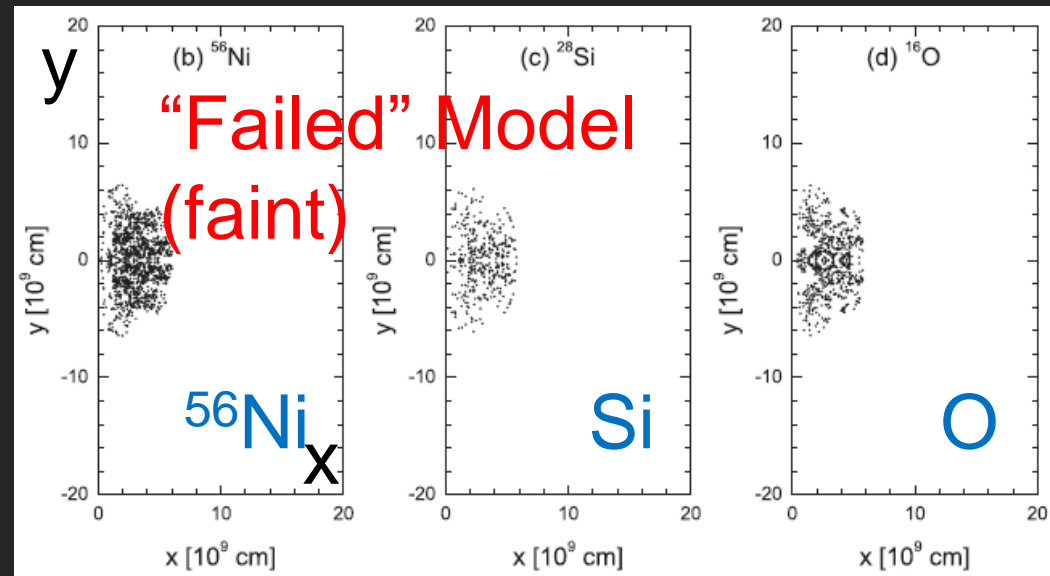 y
“Failed” Model
(faint)
(b) ⁵⁶Ni
20
10
0
-10
-20
y [10⁹ cm]
⁵⁶Ni
x
0 10 20
x [10⁹ cm]
(c) ²⁸Si
20
10
0
-10
-20
y [10⁹ cm]
Si
0 10 20
x [10⁹ cm]
(d) ¹⁶O
20
10
0
-10
-20
y [10⁹ cm]
O
0 10 20
x [10⁹ cm]